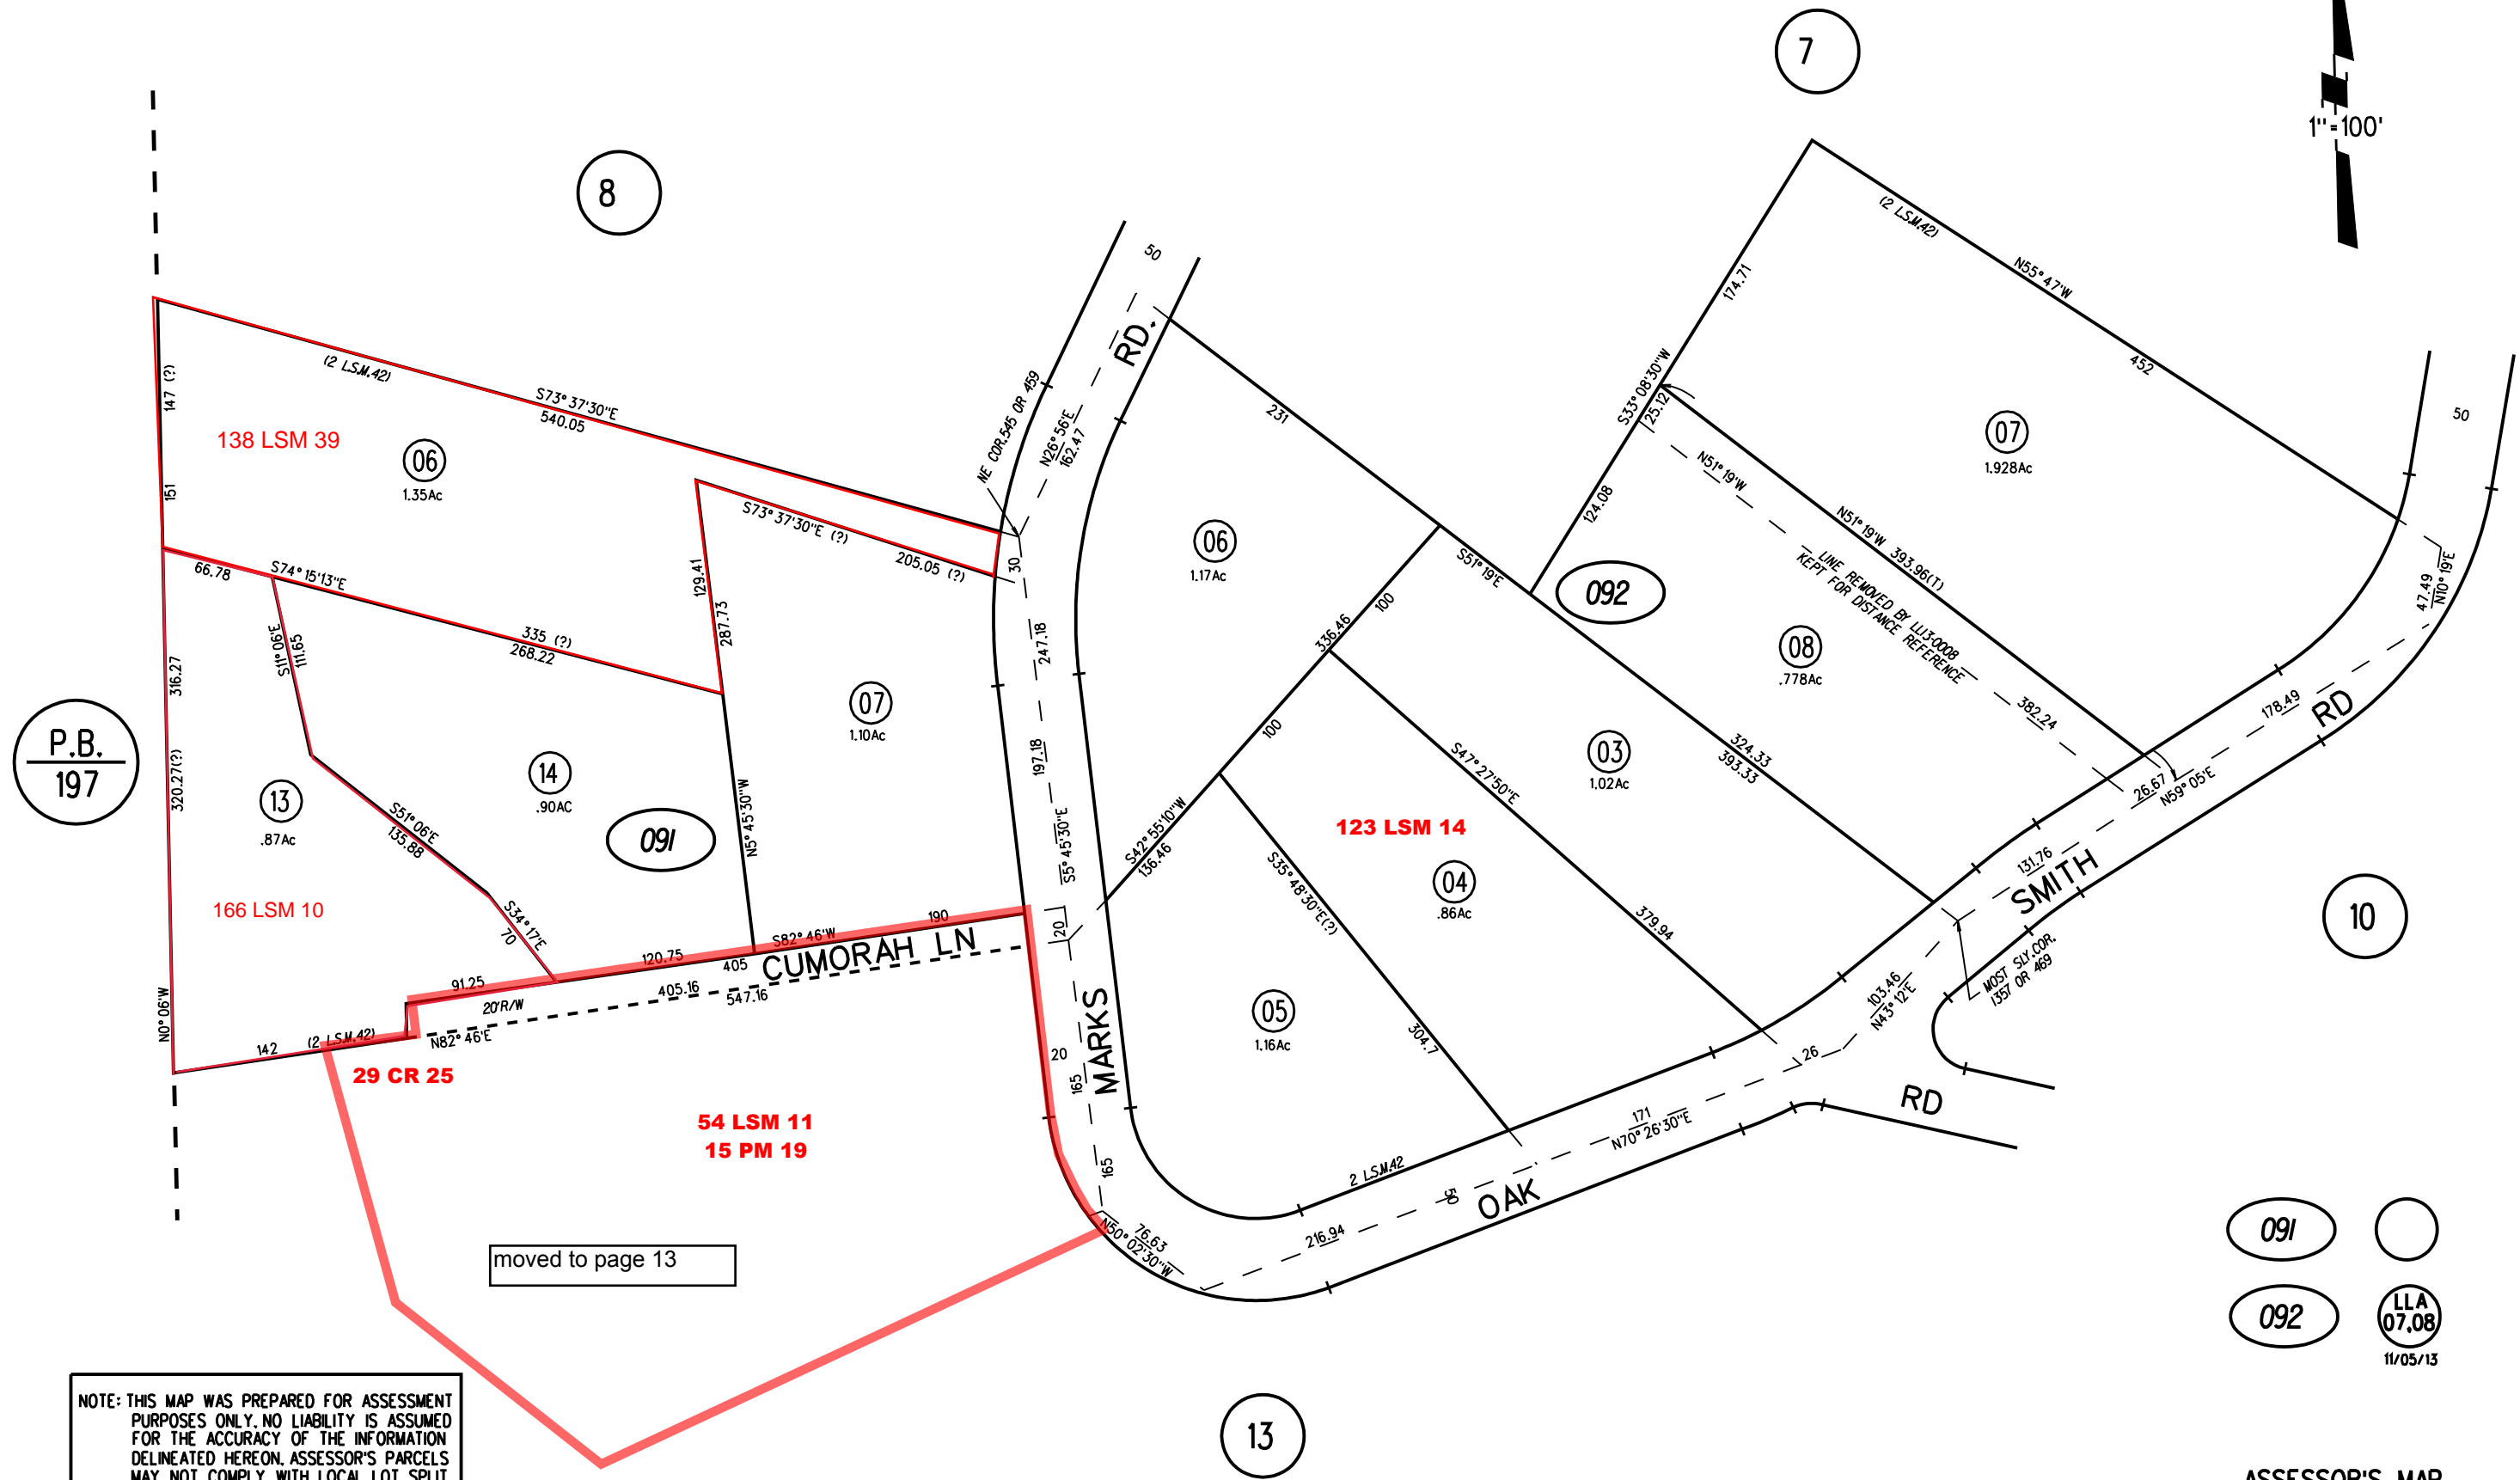 7
1"=100'
8
(2 L.S.M.42)
147 (?)
S73°37'30"E
540.05
138 LSM 39
06
1.35Ac
151
S73°37'30"E (?)
205.05 (?)
129.41
287.73
66.78
S74°15'13"E
335 (?)
268.22
S11°06'E
111.65
316.27
320.27(?)
P.B.
197
13
.87Ac
14
.90AC
07
1.10Ac
091
S51°06'E
135.88
N5°45'30"W
S34°17'E
70
166 LSM 10
N0°06'W
142
(2 L.S.M.42)
91.25
20'R/W
120.75
405
S82°46'W
190
CUMORAH LN
N82°46'E
405.16
547.16
29 CR 25
54 LSM 11
15 PM 19
moved to page 13
50
RD.
NE COR.545 OR 459
N26°56'E
162.47
30
247.18
197.18
S5°45'30"E
20
20
165
MARKS
165
N50°02'30"W
76.63
231
06
1.17Ac
336.46
100
100
S42°55'10"W
136.46
S51°19'E
S47°27'50"E
03
1.02Ac
324.33
393.33
123 LSM 14
04
.86Ac
379.94
S35°48'30"E(?)
304.7
05
1.16Ac
174.71
(2 L.S.M.42)
N55°47'W
452
S33°08'30"W
25.12
124.08
N51°19'W
N51°19'W 393.96(T)
LINE REMOVED BY LL13-0008
KEPT FOR DISTANCE REFERENCE
382.24
092
07
1.928Ac
08
.778Ac
50
47.49
N10°19'E
178.49
RD
26.67
N59°05'E
131.76
SMITH
MOST SLY.COR.
1357 OR 469
103.46
N43°12'E
26
RD
171
N70°26'30"E
2 L.S.M.42
50
OAK
216.94
10
13
091
092
LLA
07,08
11/05/13
NOTE: THIS MAP WAS PREPARED FOR ASSESSMENT
PURPOSES ONLY. NO LIABILITY IS ASSUMED
FOR THE ACCURACY OF THE INFORMATION
DELINEATED HEREON. ASSESSOR'S PARCELS
MAY NOT COMPLY WITH LOCAL LOT SPLIT
ASSESSOR'S MAP